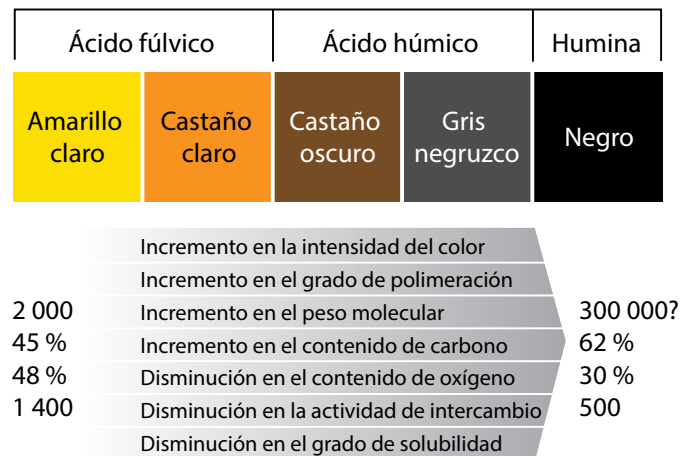 Ácido fúlvico Ácido húmico Humina
Amarillo claro Castaño claro Castaño oscuro Gris negruzco Negro
Incremento en la intensidad del color
Incremento en el grado de polimeración
2 000 Incremento en el peso molecular 300 000?
45 % Incremento en el contenido de carbono 62 %
48 % Disminución en el contenido de oxígeno 30 %
1 400 Disminución en la actividad de intercambio 500
Disminución en el grado de solubilidad